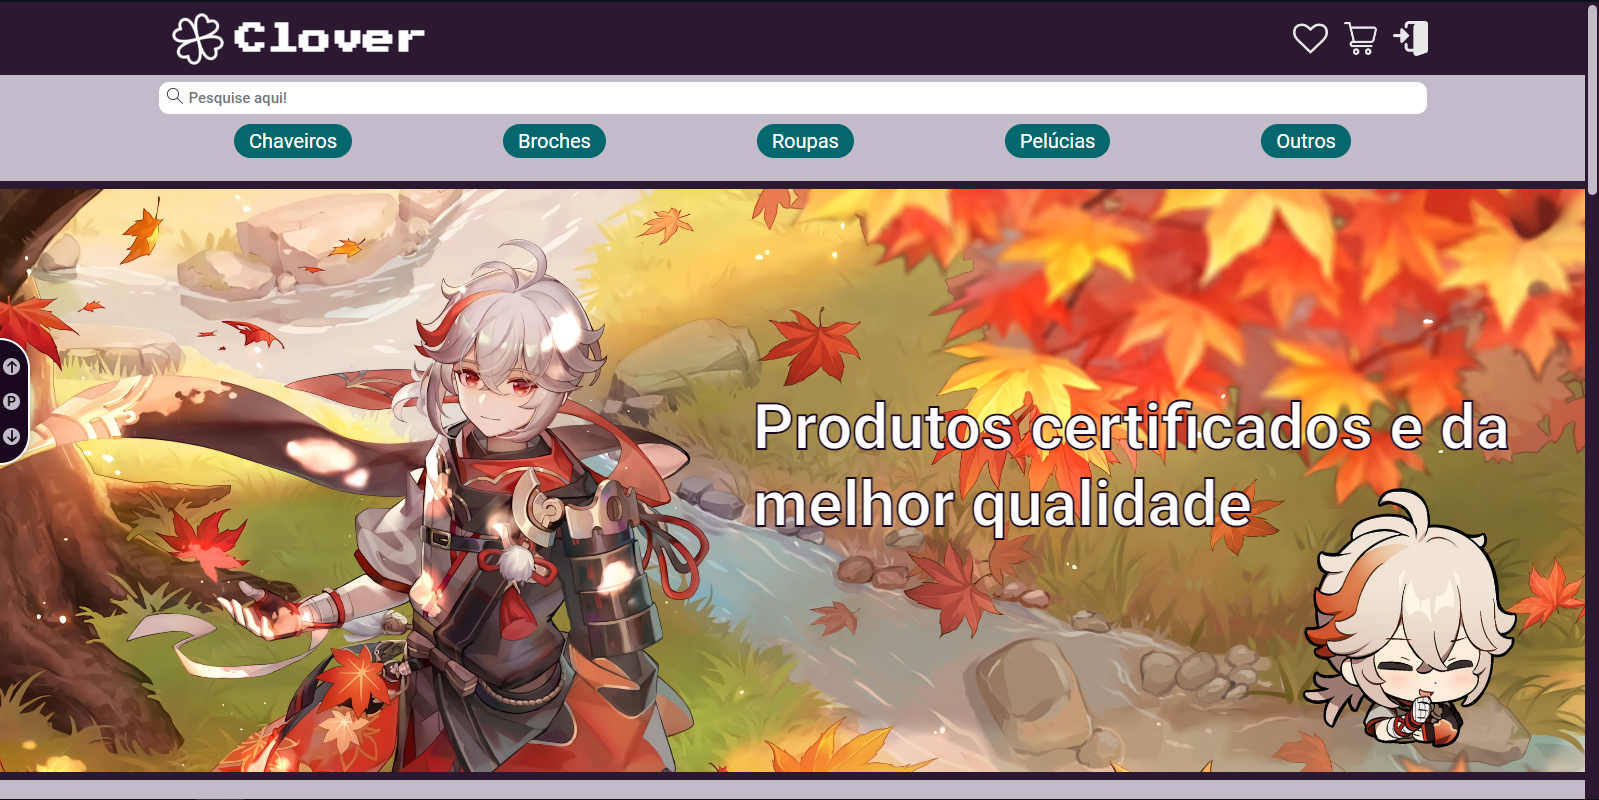 Clover
Pesquise aqui!
Chaveiros
Broches
Roupas
Pelúcias
Outros
P
Produtos certificados e da
melhor qualidade